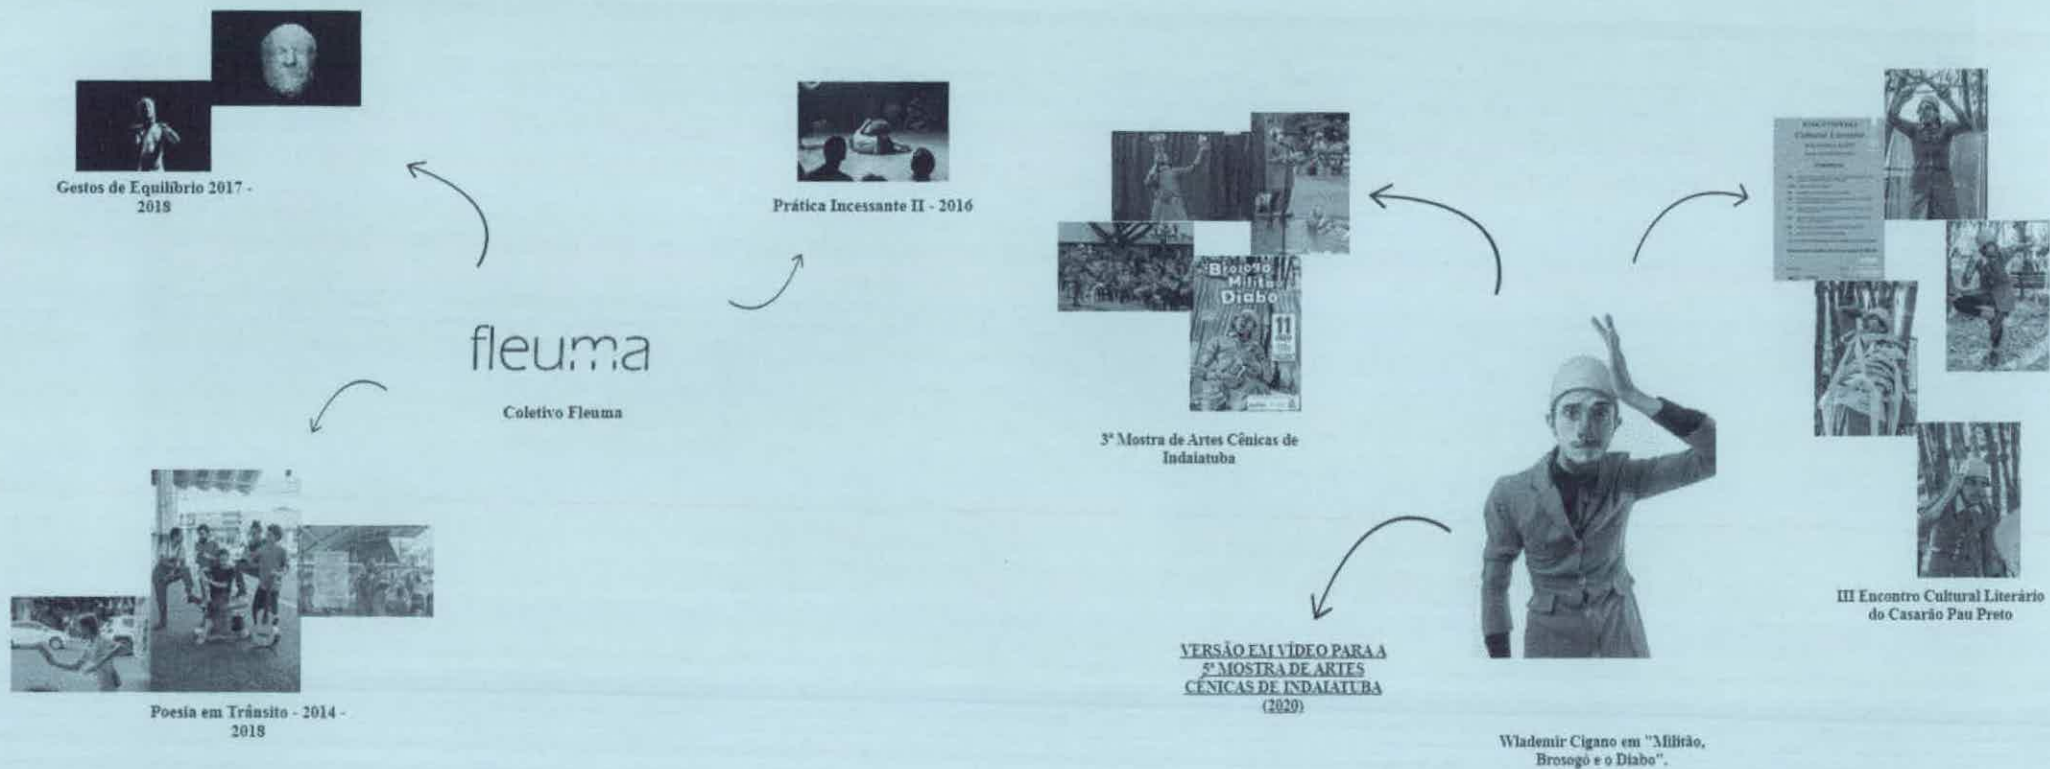 Gestos de Equilíbrio 2017 -
2018
Prática Incessante II - 2016
fleuma
Coletivo Fleuma
Poesia em Trânsito - 2014 -
2018
Brosogó
Diabo
11
3ª Mostra de Artes Cênicas de
Indaiatuba
VERSÃO EM VÍDEO PARA A
5ª MOSTRA DE ARTES
CÊNICAS DE INDAIATUBA
(2020)
Wlademir Cigano em "Militão,
Brosogó e o Diabo".
Cultural Literário
III Encontro Cultural Literário
do Casarão Pau Preto